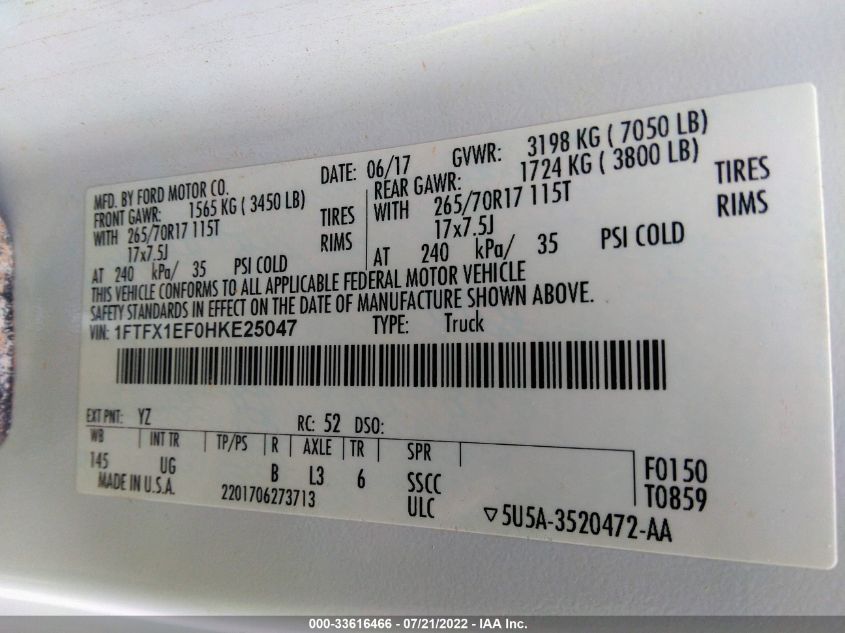 MFD. BY FORD MOTOR CO.
DATE: 06/17 GVWR: 3198 KG ( 7050 LB)
FRONT GAWR: 1565 KG ( 3450 LB)
REAR GAWR: 1724 KG ( 3800 LB)
WITH 265/70R17 115T TIRES
WITH 265/70R17 115T TIRES
17x7.5J RIMS
17x7.5J RIMS
AT 240 kPa/ 35 PSI COLD
AT 240 kPa/ 35 PSI COLD
THIS VEHICLE CONFORMS TO ALL APPLICABLE FEDERAL MOTOR VEHICLE
SAFETY STANDARDS IN EFFECT ON THE DATE OF MANUFACTURE SHOWN ABOVE.
VIN: 1FTFX1EF0HKE25047 TYPE: Truck
EXT PNT: YZ RC: 52 DSO:
WB INT TR TP/PS R AXLE TR SPR
145 UG B L3 6 SSCC F0150
MADE IN U.S.A. 2201706273713 ULC T0859
▽5U5A-3520472-AA
000-33616466 - 07/21/2022 - IAA Inc.